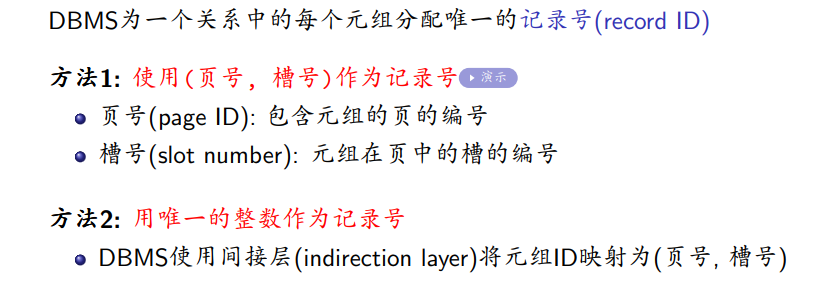 DBMS为一个关系中的每个元组分配唯一的记录号(record ID)
方法1: 使用(页号, 槽号)作为记录号 演示
页号(page ID): 包含元组的页的编号
槽号(slot number): 元组在页中的槽的编号
方法2: 用唯一的整数作为记录号
DBMS使用间接层(indirection layer)将元组ID映射为(页号, 槽号)